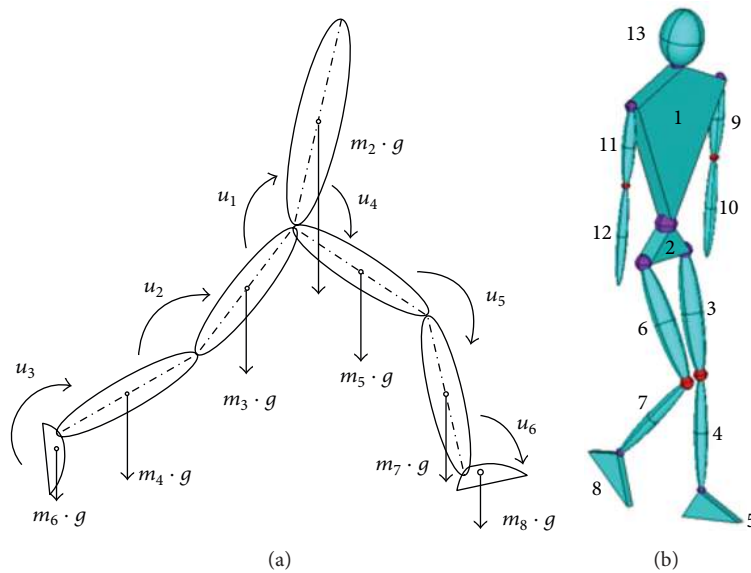 m₂ · g
u₁
u₄
u₂
u₅
u₃
m₃ · g
m₅ · g
u₆
m₄ · g
m₇ · g
m₆ · g
m₈ · g
(a)
13
1
9
11
10
12
2
3
6
7
4
8
5
(b)